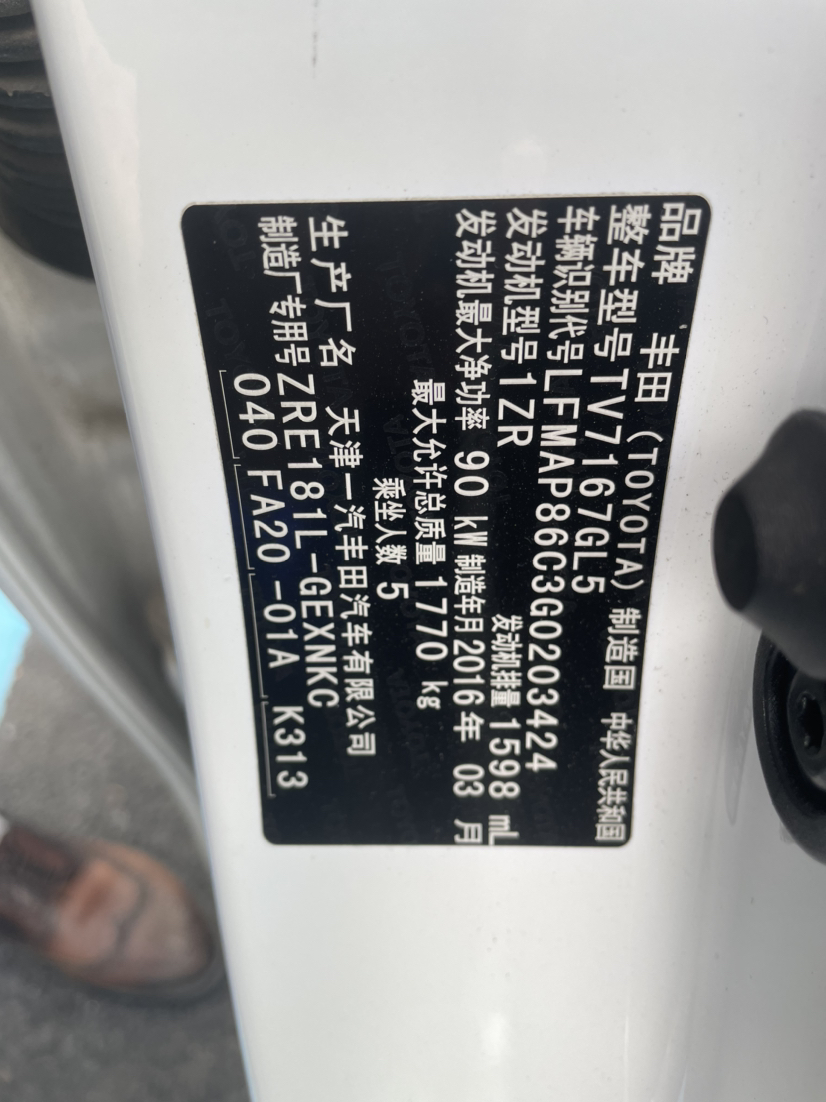 品牌 丰田 (TOYOTA) 制造国 中华人民共和国
整车型号 TV7167GL5
车辆识别代号 LFMAP86C3G0203424
发动机型号 1ZR 发动机排量 1598 mL
发动机最大净功率 90 kW 制造年月 2016年 03 月
最大允许总质量 1770 kg
乘坐人数 5
生产厂名 天津一汽丰田汽车有限公司
制造厂专用号 ZRE181L-GEXNKC
040 FA20 -01A K313